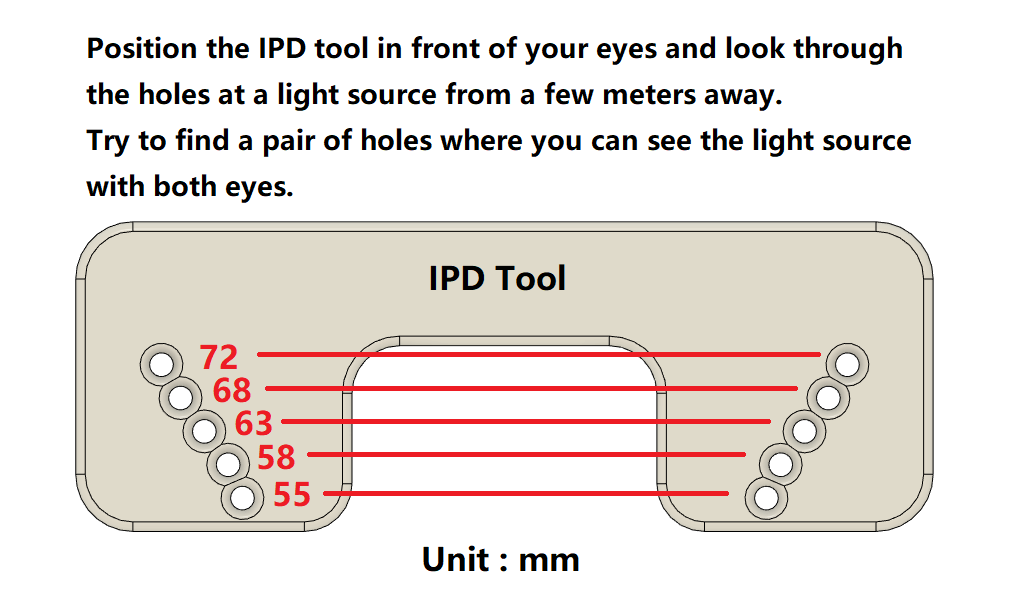 Position the IPD tool in front of your eyes and look through
the holes at a light source from a few meters away.
Try to find a pair of holes where you can see the light source
with both eyes.
IPD Tool
72
68
63
58
55
Unit : mm